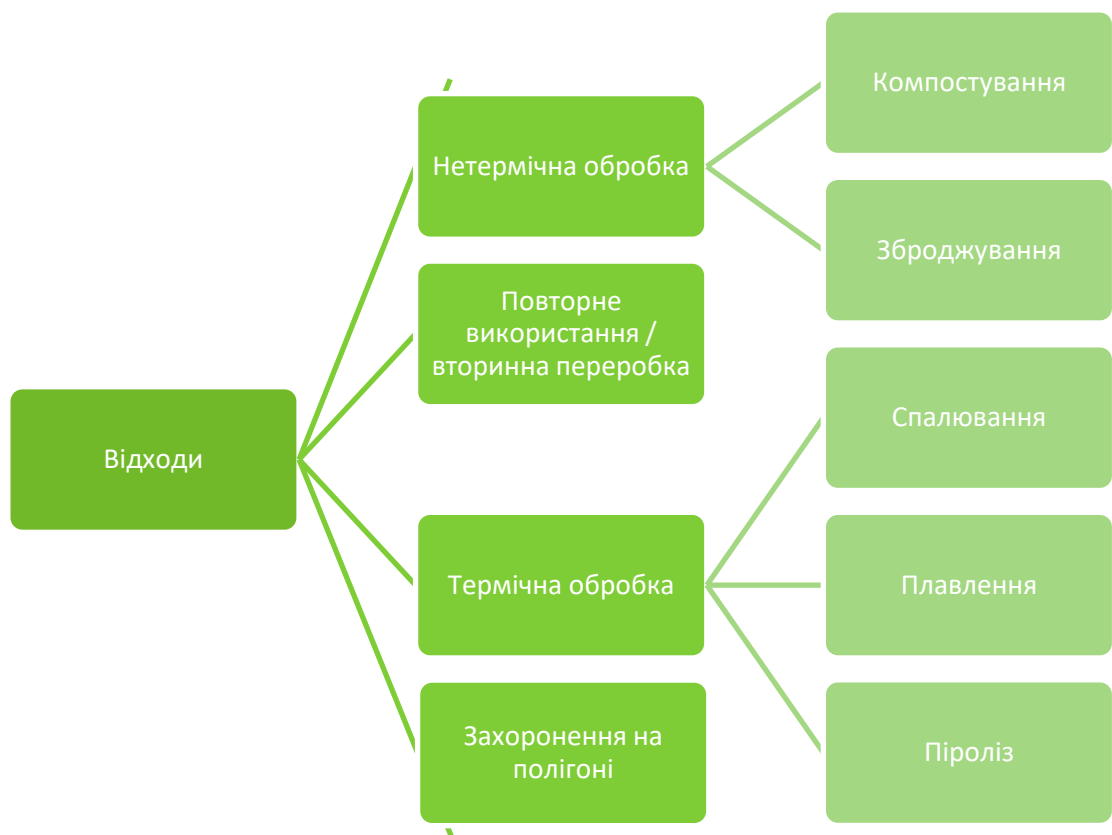 Відходи
Нетермічна обробка
Компостування
Зброджування
Повторне
використання /
вторинна переробка
Термічна обробка
Спалювання
Плавлення
Піроліз
Захоронення на
полігоні